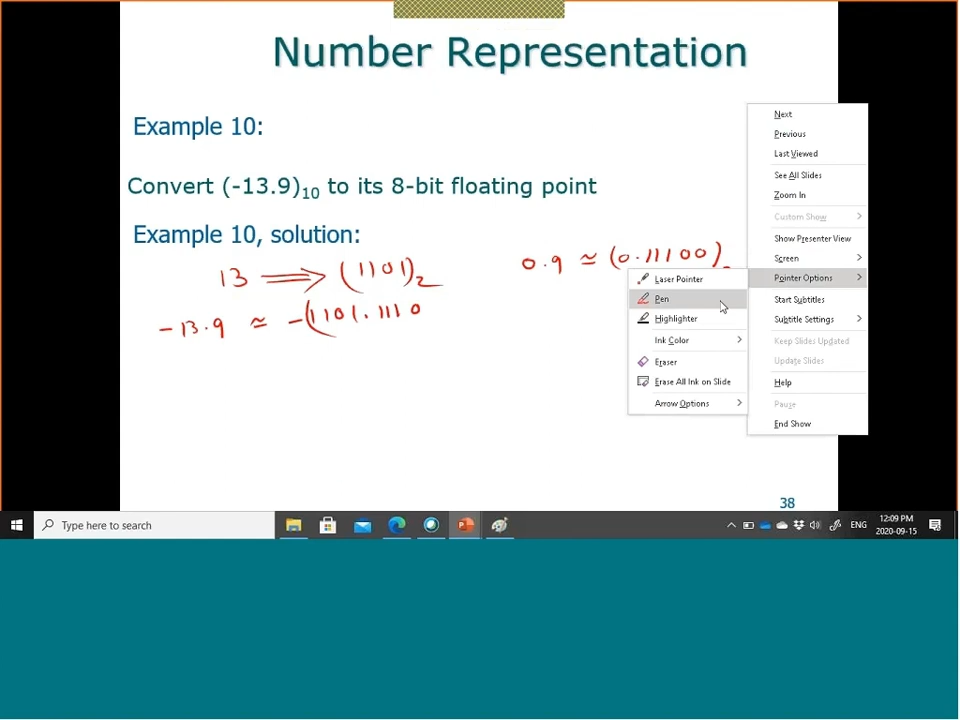 Number Representation
Example 10:
Convert (-13.9)10 to its 8-bit floating point
Example 10, solution:
13 ⟹ (1101)2
0.9 ≃ (0.11100)
-13.9 ≃ -(1101.1110
Next
Previous
Last Viewed
See All Slides
Zoom In
Custom Show
Show Presenter View
Screen
Pointer Options
Start Subtitles
Subtitle Settings
Keep Slides Updated
Update Slides
Help
Pause
End Show
Laser Pointer
Pen
Highlighter
Ink Color
Eraser
Erase All Ink on Slide
Arrow Options
38
Type here to search
ENG
12:09 PM
2020-09-15